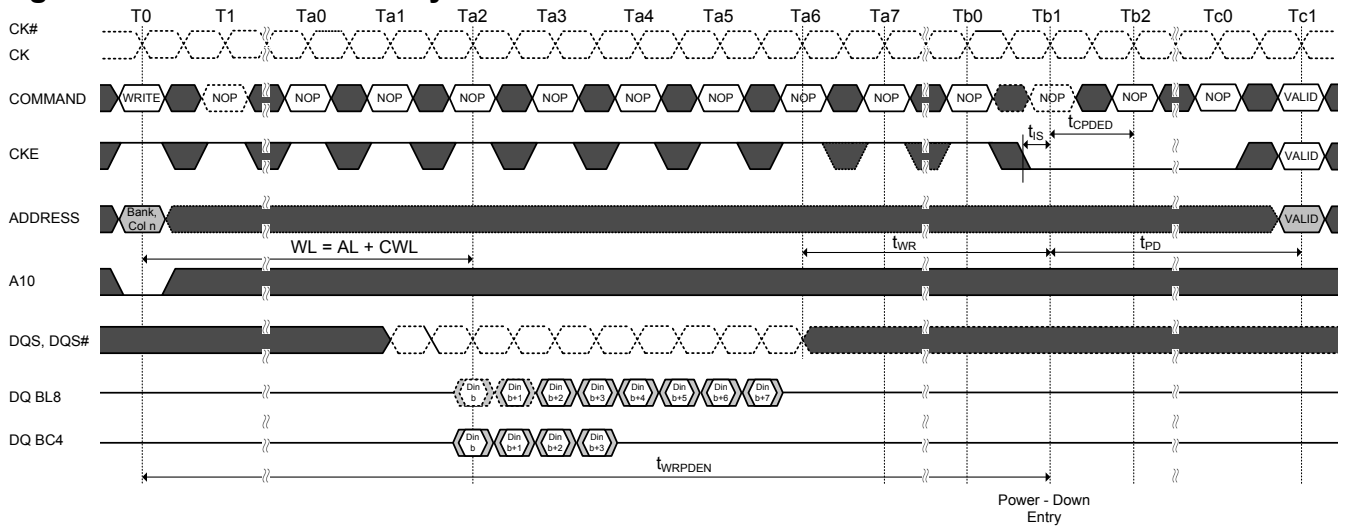 T0 T1 Ta0 Ta1 Ta2 Ta3 Ta4 Ta5 Ta6 Ta7 Tb0 Tb1 Tb2 Tc0 Tc1
CK#
CK
COMMAND WRITE NOP NOP NOP NOP NOP NOP NOP NOP NOP NOP NOP NOP NOP VALID
tIS tCPDED
CKE VALID
ADDRESS Bank, Col n VALID
WL = AL + CWL tWR tPD
A10
DQS, DQS#
DQ BL8 Din b Din b+1 Din b+2 Din b+3 Din b+4 Din b+5 Din b+6 Din b+7
DQ BC4 Din b Din b+1 Din b+2 Din b+3
tWRPDEN
Power - Down
Entry